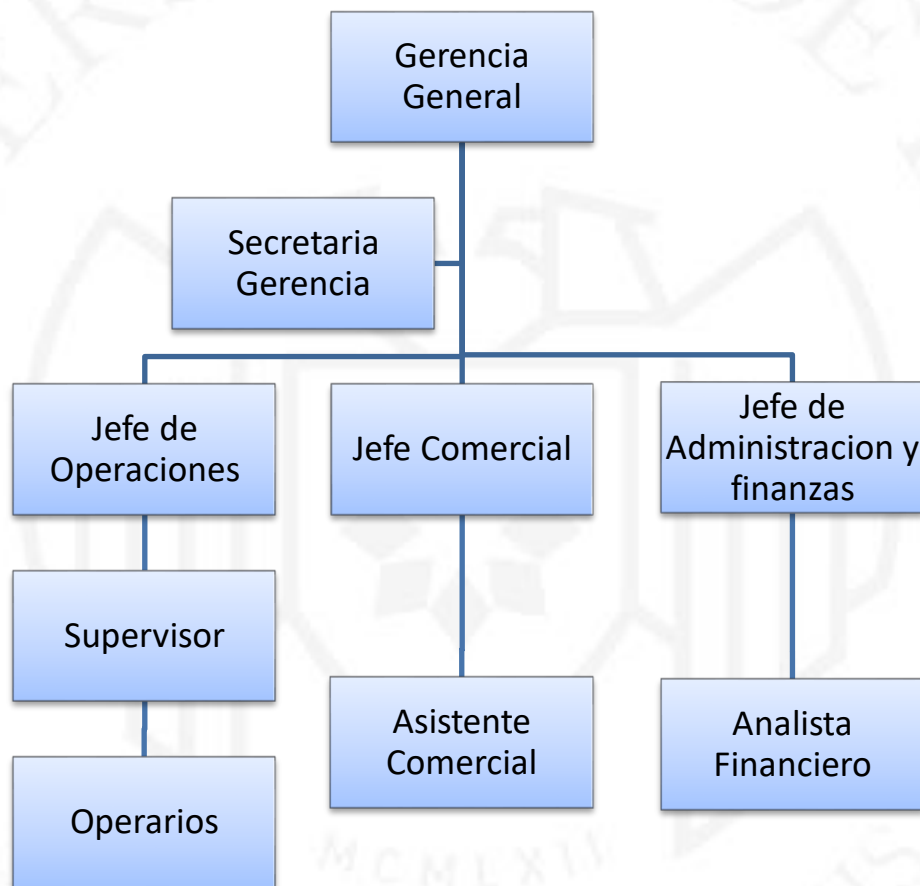 Gerencia
General
Secretaria
Gerencia
Jefe de
Operaciones
Jefe Comercial
Jefe de
Administracion y
finanzas
Supervisor
Asistente
Comercial
Analista
Financiero
Operarios
MCMLXII